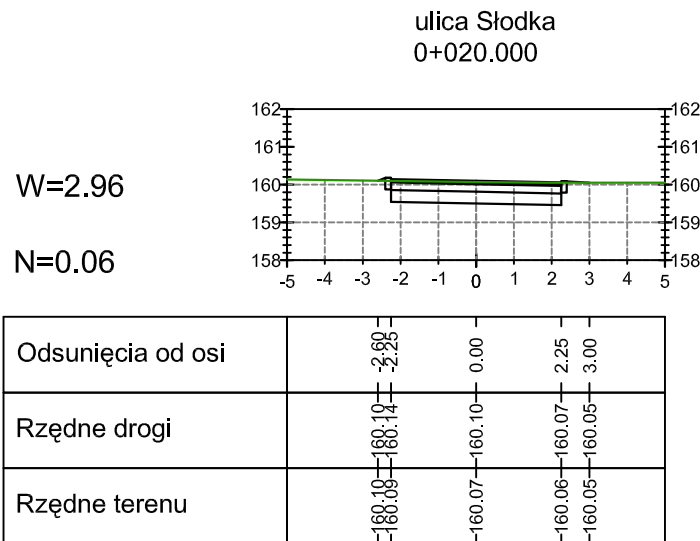 ulica Słodka
0+020.000
162 162
161 161
W=2.96
160 160
159 159
N=0.06
158 158
-5 -4 -3 -2 -1 0 1 2 3 4 5
Odsunięcia od osi -2.60 -2.25 0.00 2.25 3.00
Rzędne drogi 160.10 160.14 160.10 160.07 160.05
Rzędne terenu 160.10 160.09 160.07 160.06 160.05